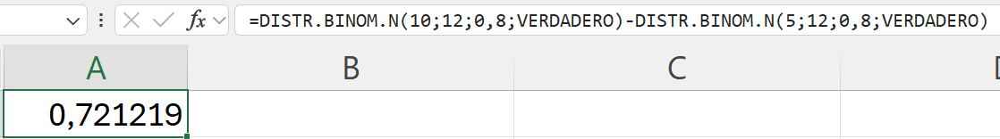 fx =DISTR.BINOM.N(10;12;0,8;VERDADERO)-DISTR.BINOM.N(5;12;0,8;VERDADERO)
A B C
0,721219